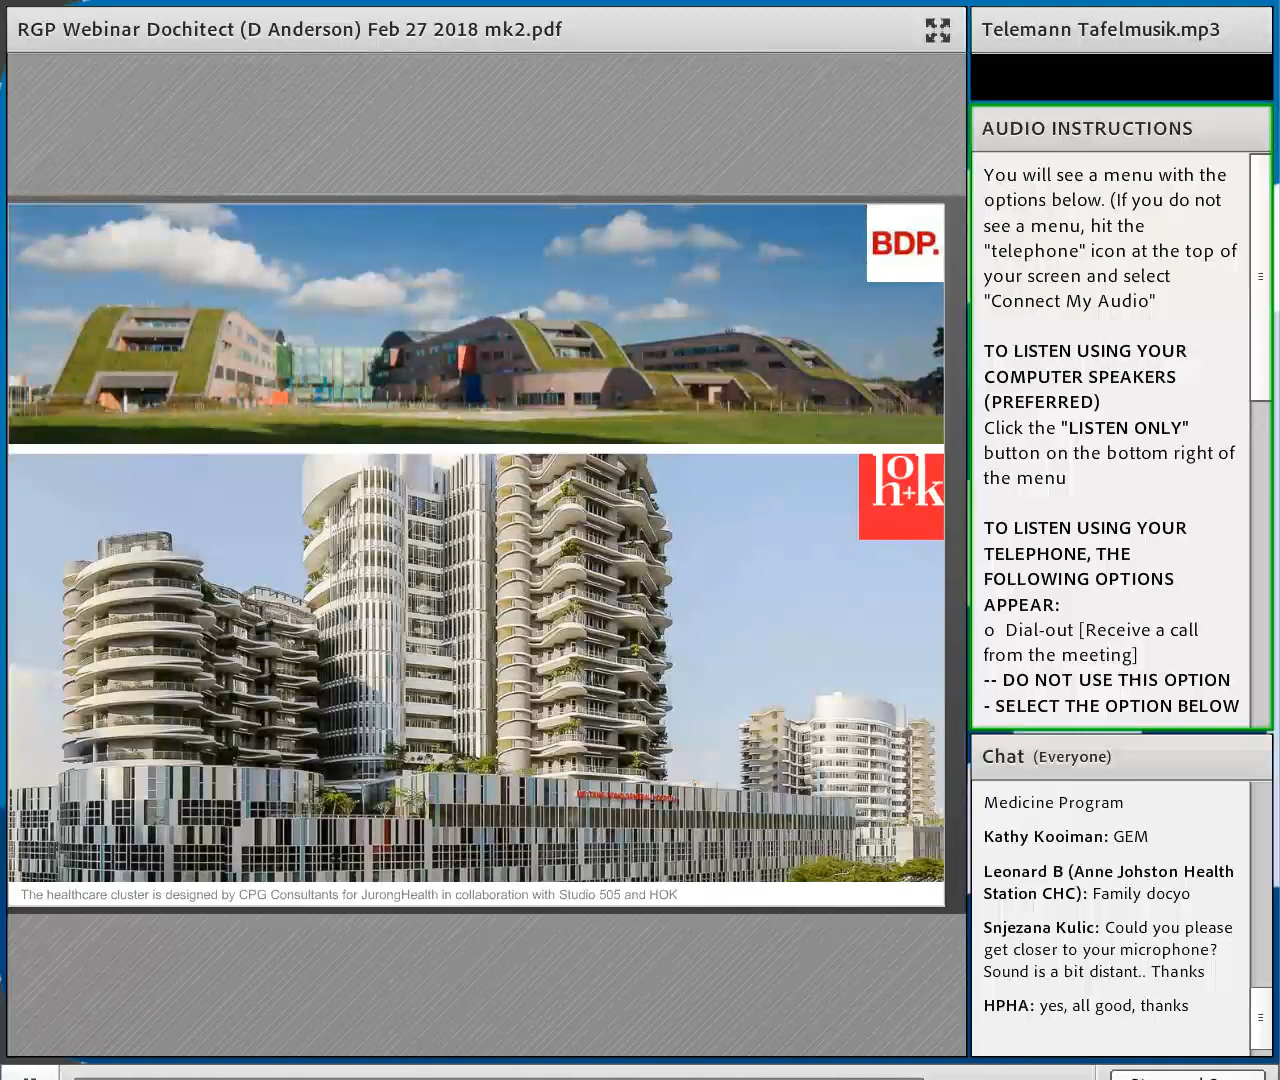 RGP Webinar Dochitect (D Anderson) Feb 27 2018 mk2.pdf
BDP.
h+k
The healthcare cluster is designed by CPG Consultants for JurongHealth in collaboration with Studio 505 and HOK
Telemann Tafelmusik.mp3
AUDIO INSTRUCTIONS
You will see a menu with the
options below. (If you do not
see a menu, hit the
"telephone" icon at the top of
your screen and select
"Connect My Audio"
TO LISTEN USING YOUR
COMPUTER SPEAKERS
(PREFERRED)
Click the "LISTEN ONLY"
button on the bottom right of
the menu
TO LISTEN USING YOUR
TELEPHONE, THE
FOLLOWING OPTIONS
APPEAR:
o Dial-out [Receive a call
from the meeting]
-- DO NOT USE THIS OPTION
- SELECT THE OPTION BELOW
Chat (Everyone)
Medicine Program
Kathy Kooiman: GEM
Leonard B (Anne Johston Health
Station CHC): Family docyo
Snjezana Kulic: Could you please
get closer to your microphone?
Sound is a bit distant.. Thanks
HPHA: yes, all good, thanks